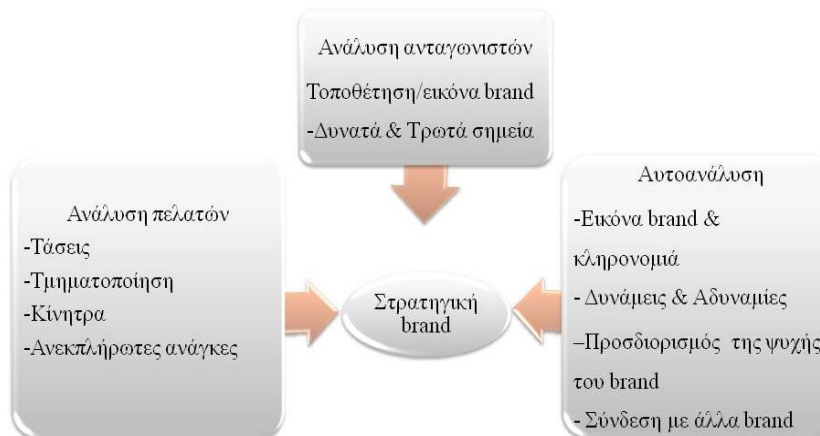 Ανάλυση ανταγωνιστών
Τοποθέτηση/εικόνα brand
-Δυνατά & Τρωτά σημεία
Ανάλυση πελατών
-Τάσεις
-Τμηματοποίηση
-Κίνητρα
-Ανεκπλήρωτες ανάγκες
Στρατηγική
brand
Αυτοανάλυση
-Εικόνα brand &
κληρονομιά
- Δυνάμεις & Αδυναμίες
–Προσδιορισμός της ψυχής
του brand
- Σύνδεση με άλλα brand